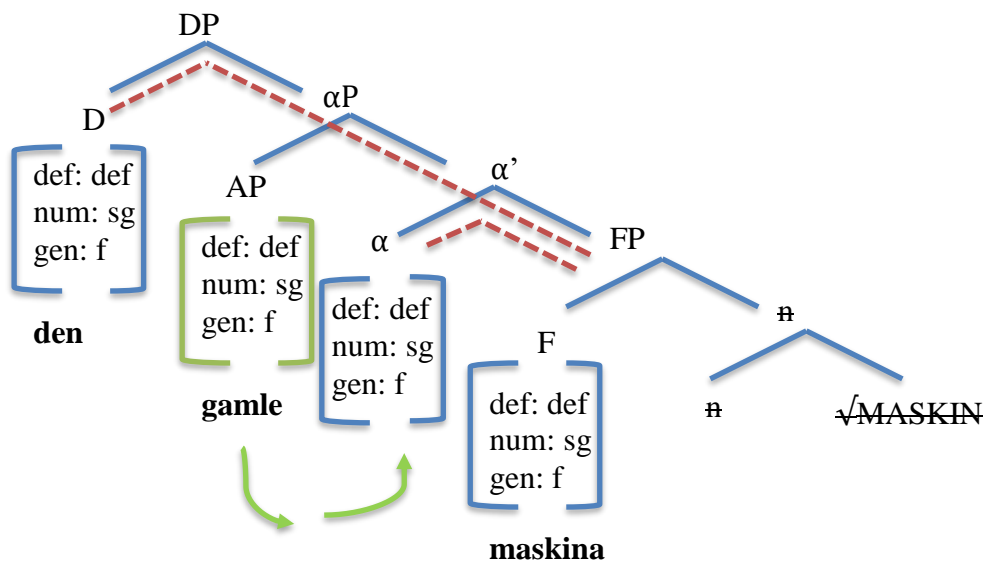 DP
D
αP
def: def
num: sg
gen: f
den
AP
α’
def: def
num: sg
gen: f
gamle
α
FP
def: def
num: sg
gen: f
F
n
def: def
num: sg
gen: f
maskina
n
√MASKIN